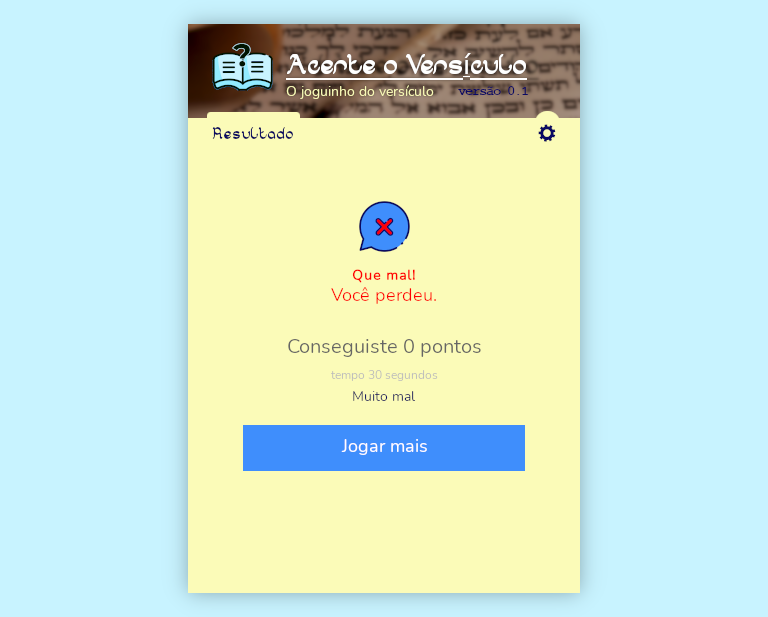 Acerte o Versículo
O joguinho do versículo versão 0.1
Resultado
Que mal!
Você perdeu.
Conseguiste 0 pontos
tempo 30 segundos
Muito mal
Jogar mais